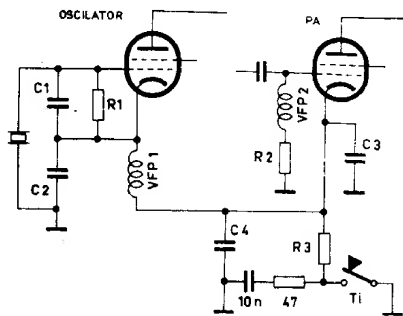 OSCILATOR
PA
C1
R1
C2
VFP1
VFP2
R2
C3
C4
R3
10n
47
Ti